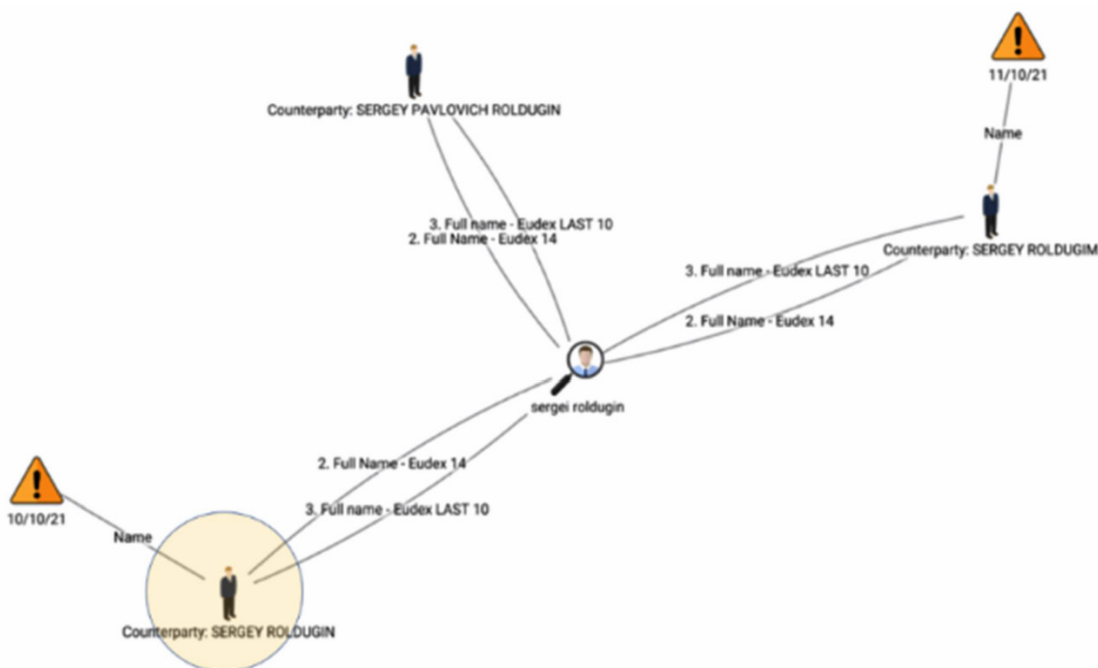 11/10/21
Counterparty: SERGEY PAVLOVICH ROLDUGIN
Name
3. Full name - Eudex LAST 10
2. Full Name - Eudex 14
Counterparty: SERGEY ROLDUGIM
3. Full name - Eudex LAST 10
2. Full Name - Eudex 14
sergei roldugin
2. Full Name - Eudex 14
3. Full name - Eudex LAST 10
10/10/21
Name
Counterparty: SERGEY ROLDUGIN